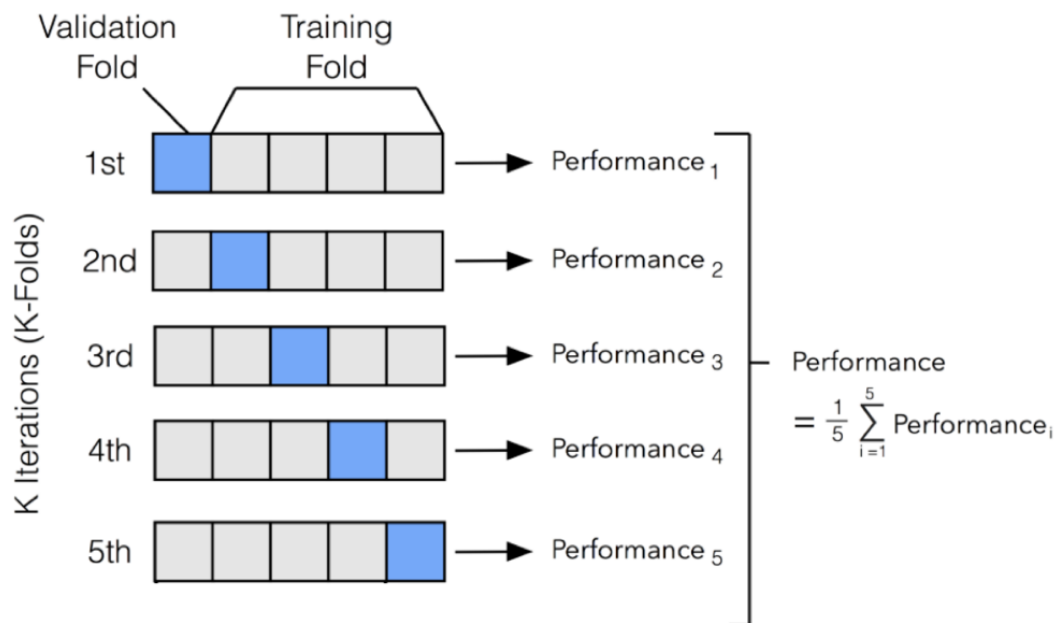 Validation
Fold
Training
Fold
K Iterations (K-Folds)
1st
Performance 1
2nd
Performance 2
3rd
Performance 3
4th
Performance 4
5th
Performance 5
Performance
= 1/5 5∑i=1 Performance i